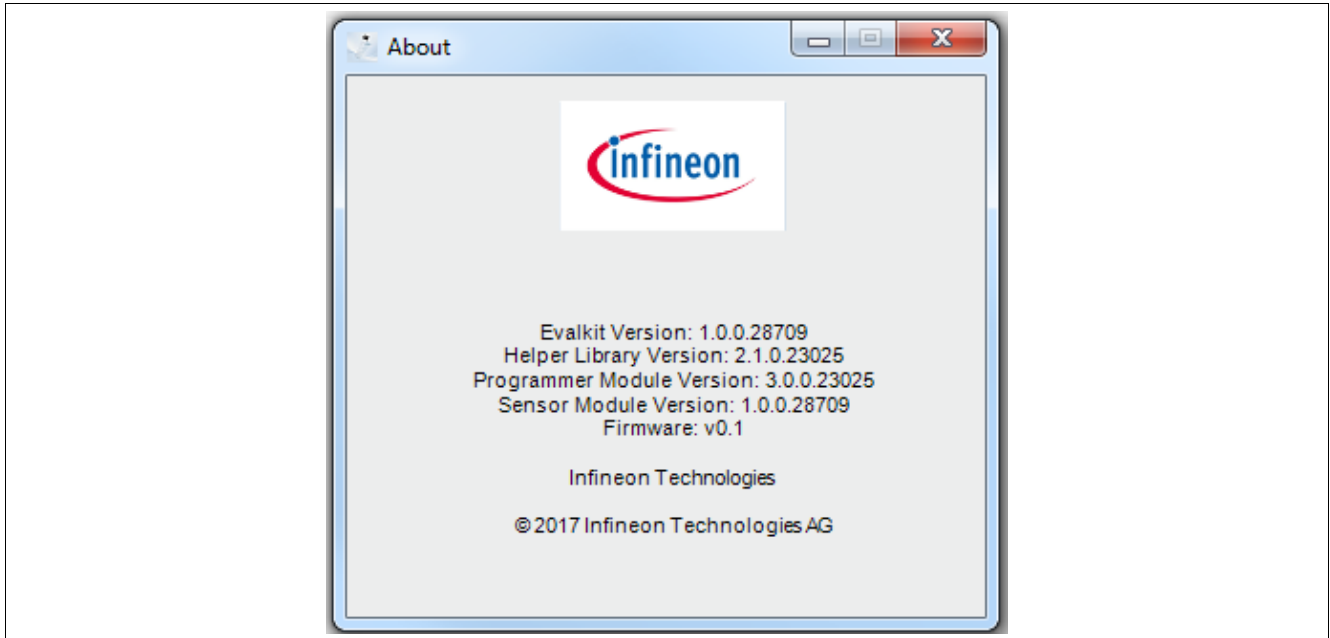 About
infineon
Evalkit Version: 1.0.0.28709
Helper Library Version: 2.1.0.23025
Programmer Module Version: 3.0.0.23025
Sensor Module Version: 1.0.0.28709
Firmware: v0.1
Infineon Technologies
© 2017 Infineon Technologies AG